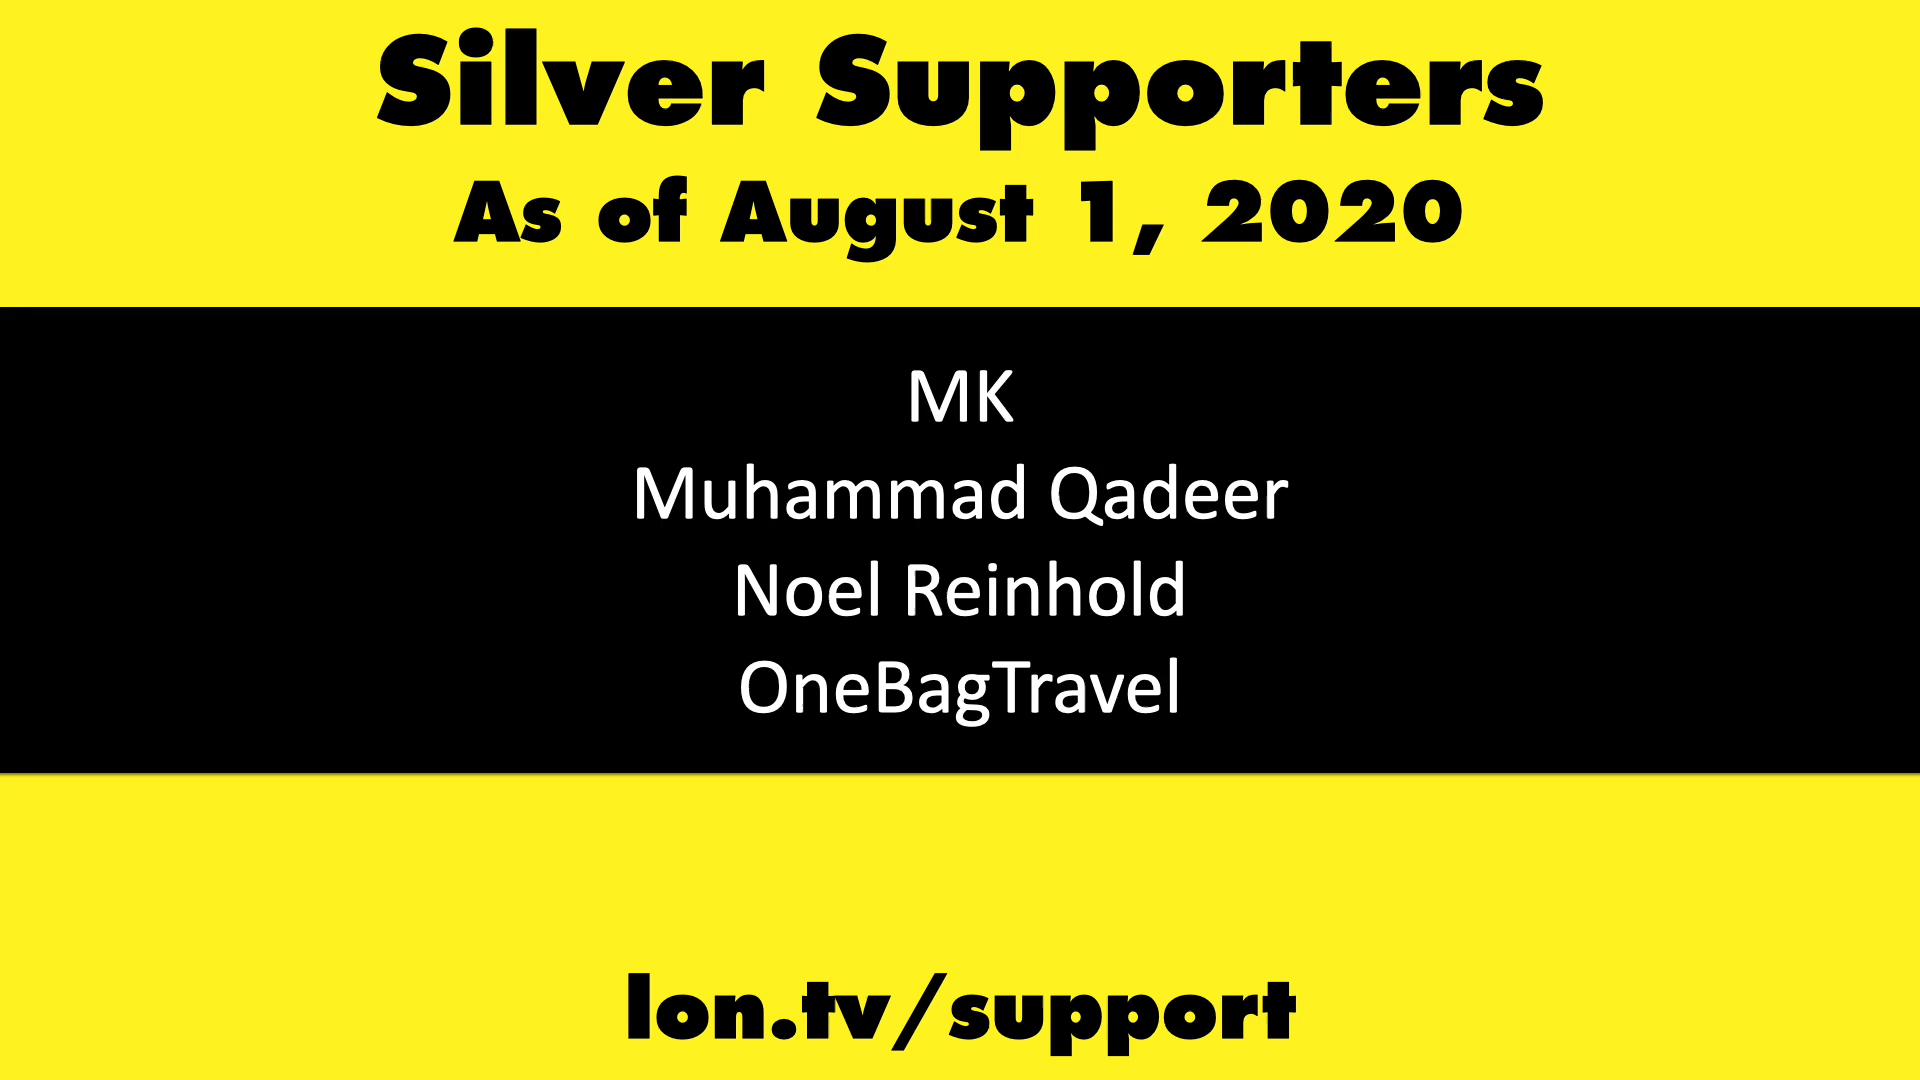 Silver Supporters
As of August 1, 2020
MK
Muhammad Qadeer
Noel Reinhold
OneBagTravel
lon.tv/support